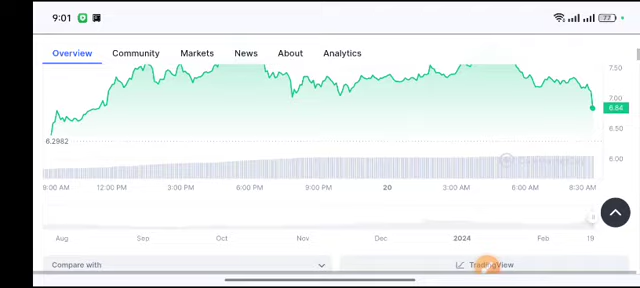 9:01 77
Overview Community Markets News About Analytics
7.50
7.00
6.84
6.50
6.2982
6.00
8:00 AM 12:00 PM 3:00 PM 6:00 PM 9:00 PM 20 3:00 AM 6:00 AM 8:30 AM
Aug Sep Oct Nov Dec 2024 Feb 19
Compare with TradingView